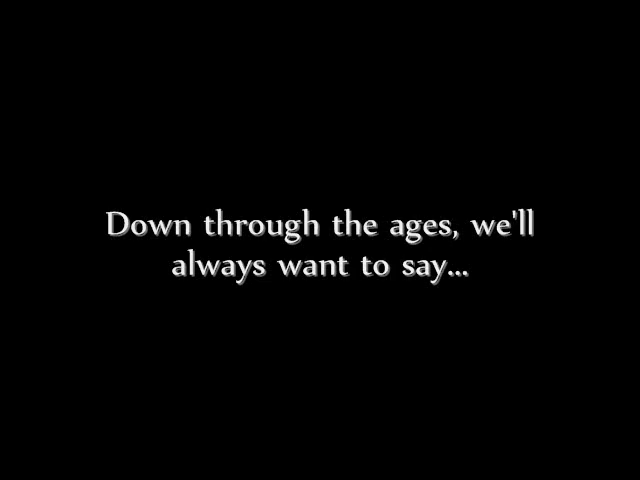 Down through the ages, we'll
always want to say...